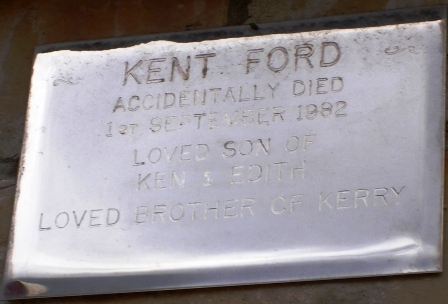 KENT FORD
ACCIDENTALLY DIED
1ST SEPTEMBER 1982
LOVED SON OF
KEN & EDITH
LOVED BROTHER OF KERRY